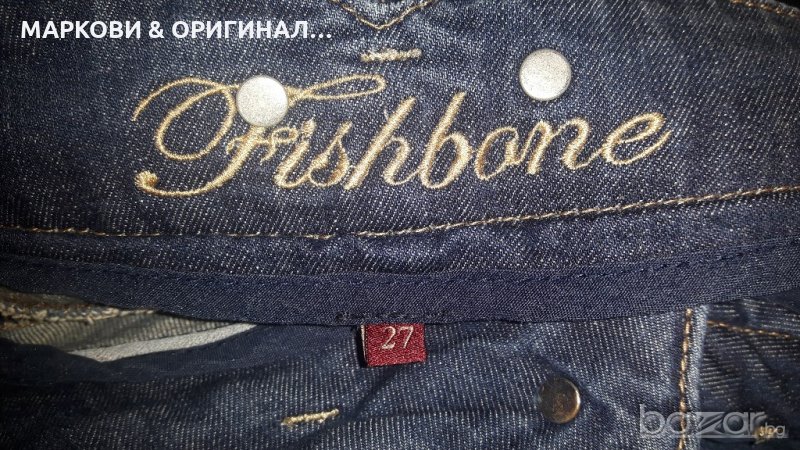 МАРКОВИ & ОРИГИНАЛ...
Fishbone
27
bazar.bg